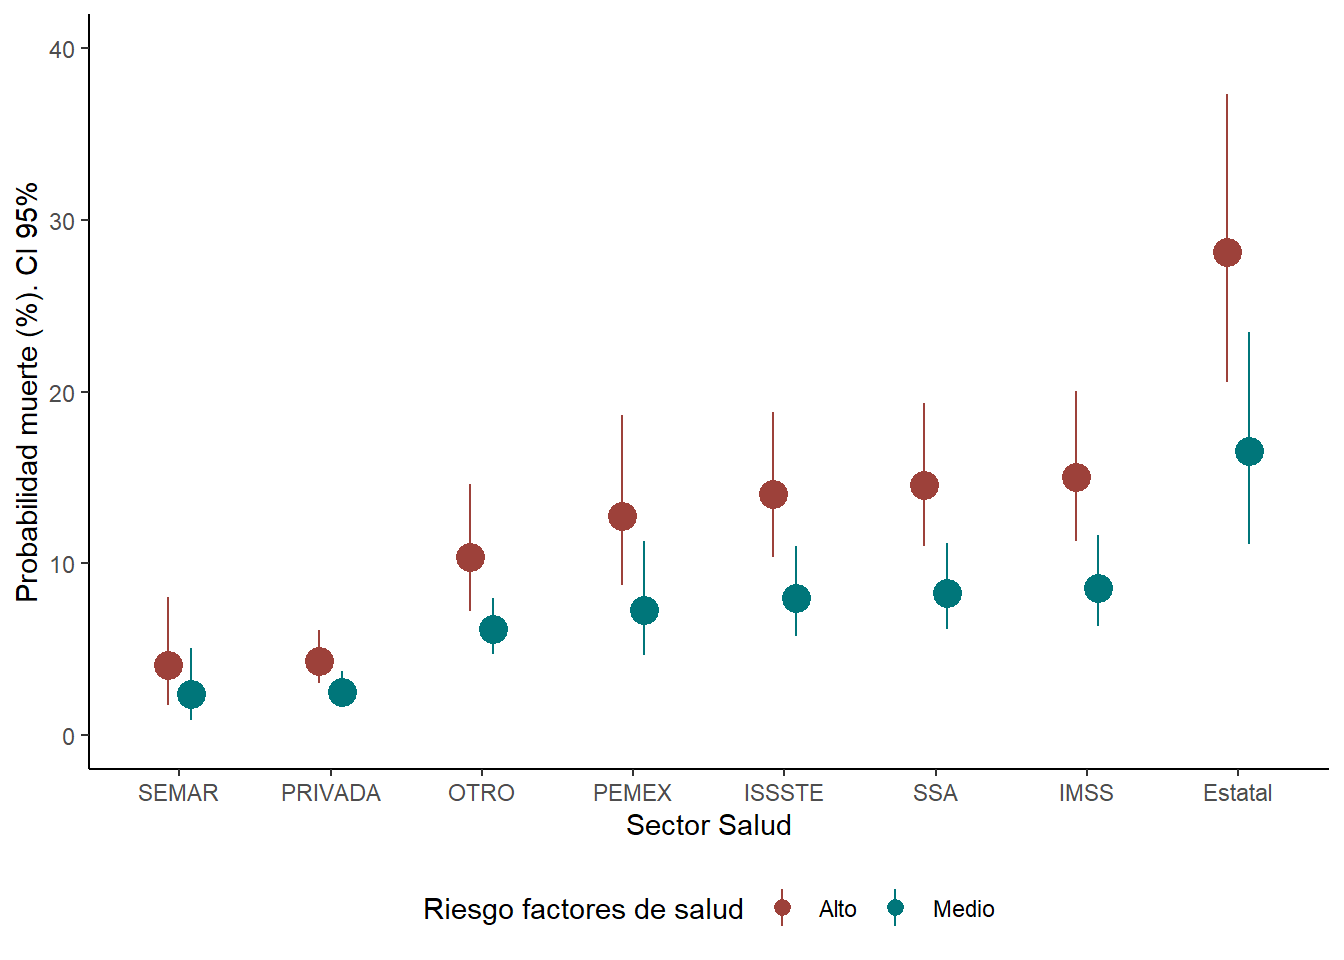 Probabilidad muerte (%). CI 95%
40
30
20
10
0
SEMAR PRIVADA OTRO PEMEX ISSSTE SSA IMSS Estatal
Sector Salud
Riesgo factores de salud Alto Medio